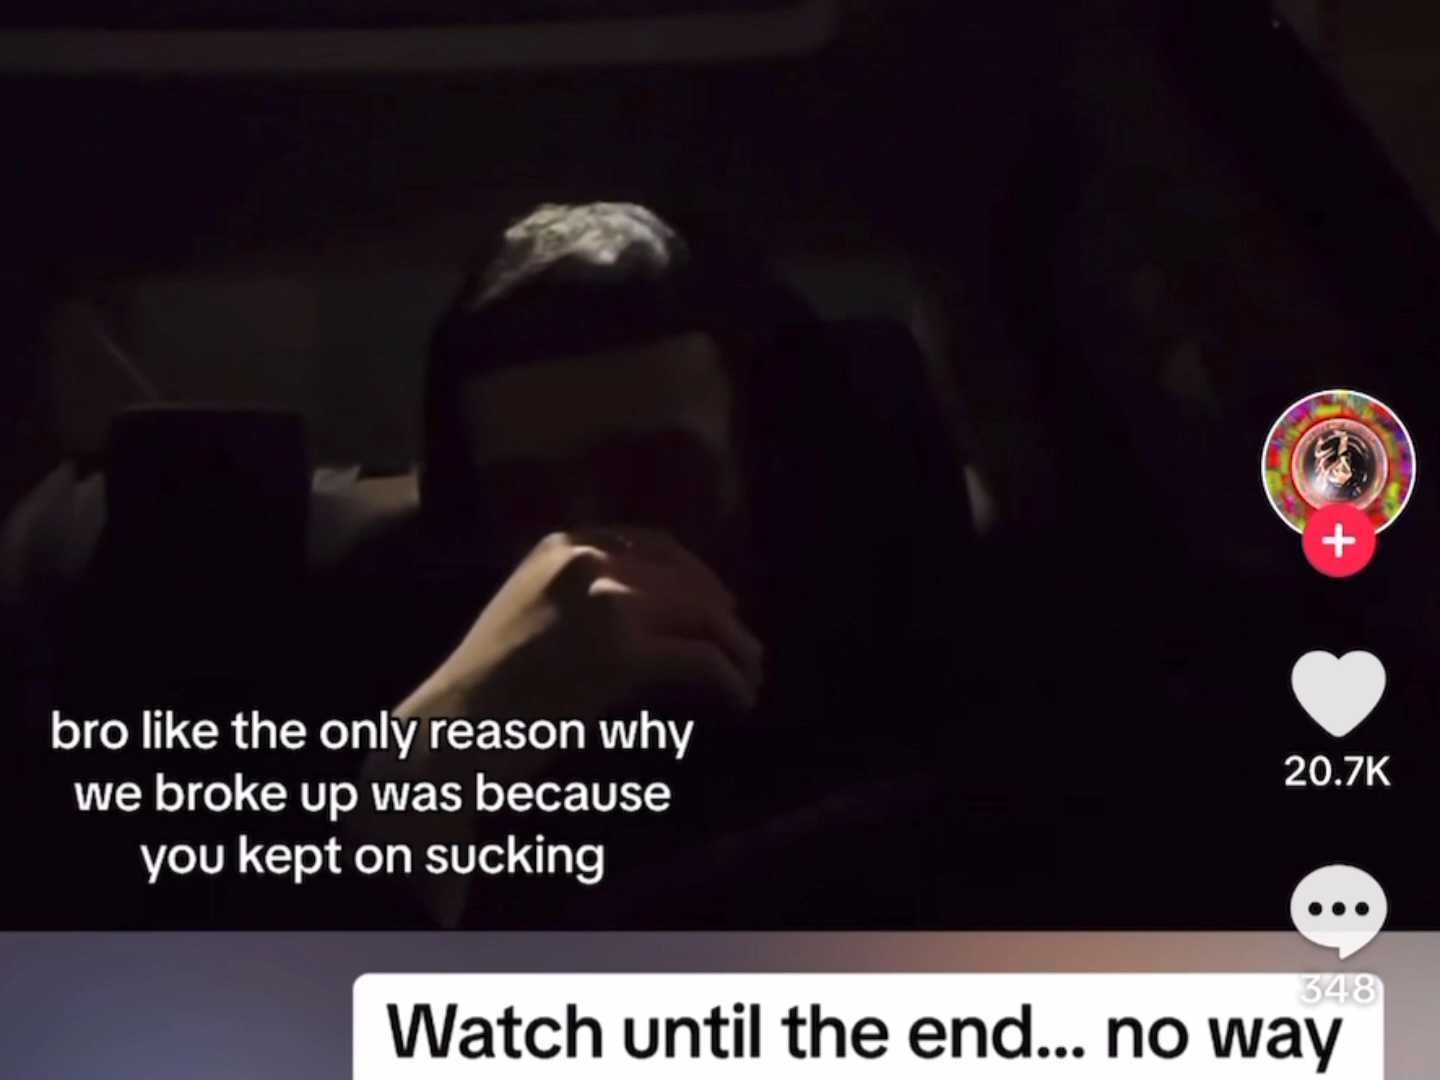 bro like the only reason why
we broke up was because
you kept on sucking
20.7K
348
Watch until the end... no way